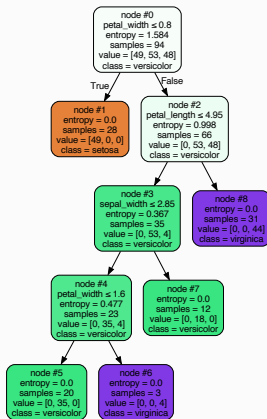 node #0
petal_width ≤ 0.8
entropy = 1.584
samples = 94
value = [49, 53, 48]
class = versicolor
True
False
node #1
entropy = 0.0
samples = 28
value = [49, 0, 0]
class = setosa
node #2
petal_length ≤ 4.95
entropy = 0.998
samples = 66
value = [0, 53, 48]
class = versicolor
node #3
sepal_width ≤ 2.85
entropy = 0.367
samples = 35
value = [0, 53, 4]
class = versicolor
node #8
entropy = 0.0
samples = 31
value = [0, 0, 44]
class = virginica
node #4
petal_width ≤ 1.6
entropy = 0.477
samples = 23
value = [0, 35, 4]
class = versicolor
node #7
entropy = 0.0
samples = 12
value = [0, 18, 0]
class = versicolor
node #5
entropy = 0.0
samples = 20
value = [0, 35, 0]
class = versicolor
node #6
entropy = 0.0
samples = 3
value = [0, 0, 4]
class = virginica